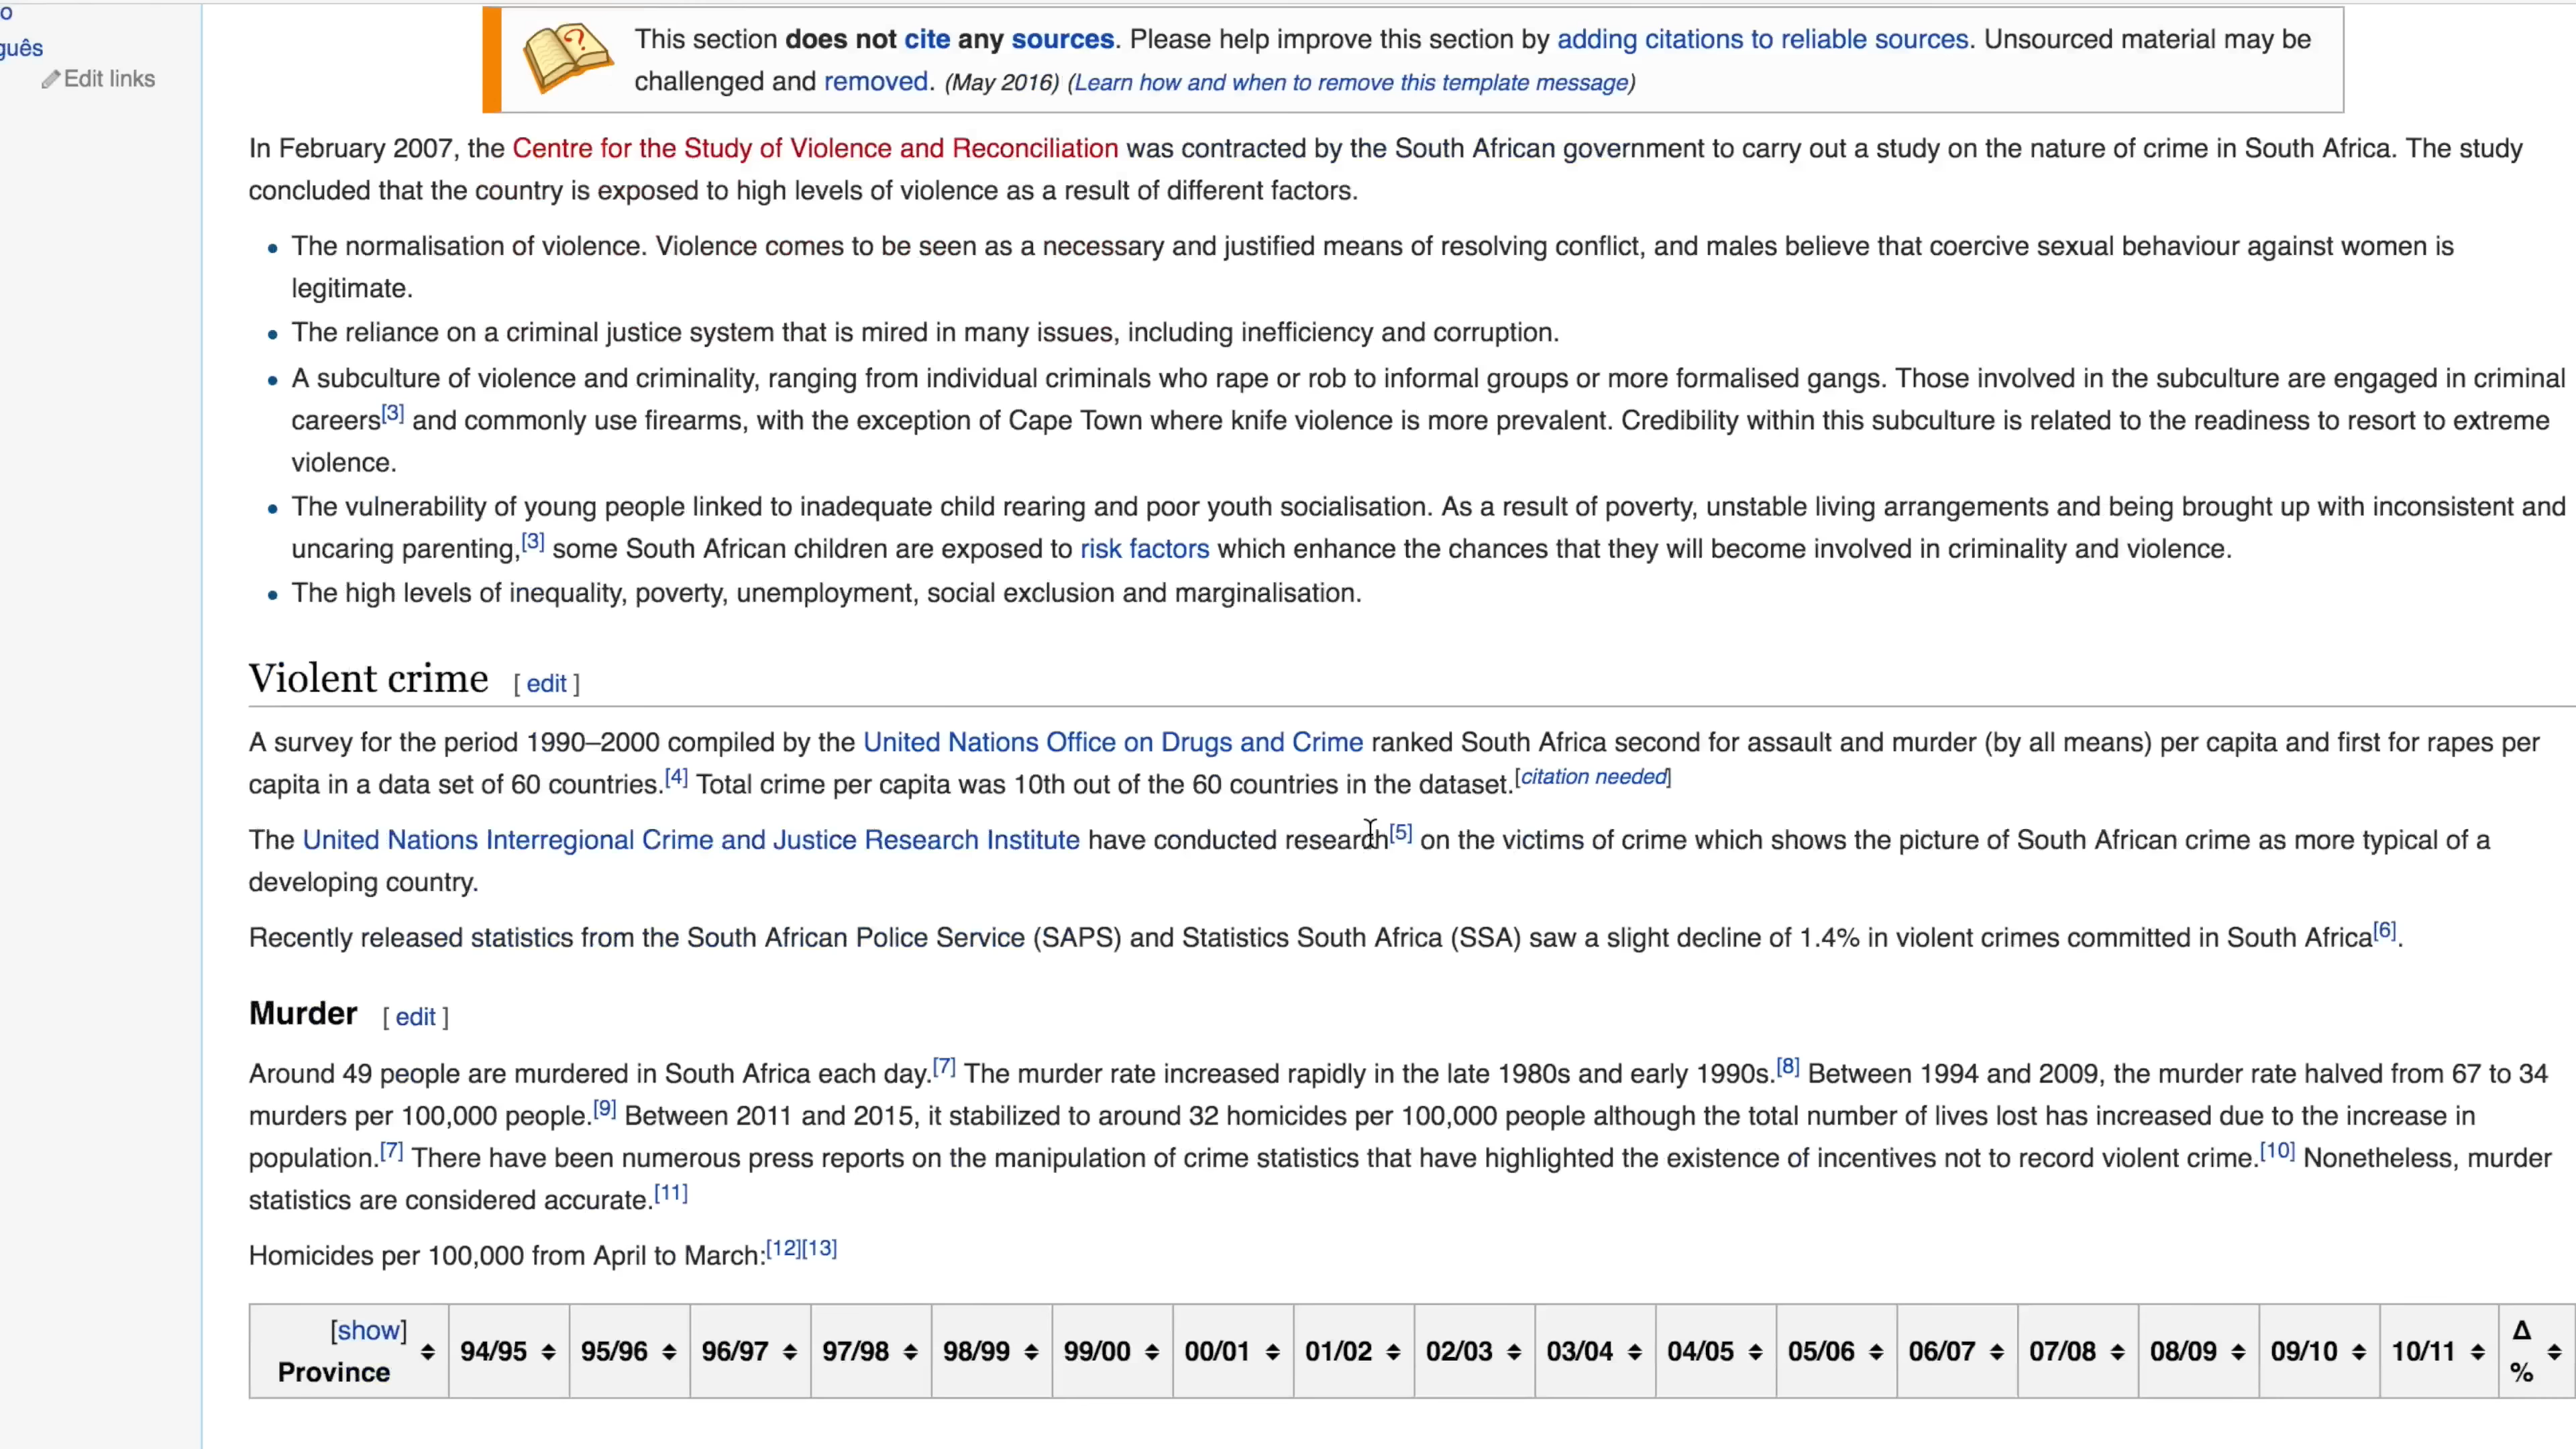 o
guês
Edit links
This section does not cite any sources. Please help improve this section by adding citations to reliable sources. Unsourced material may be
challenged and removed. (May 2016) (Learn how and when to remove this template message)
In February 2007, the Centre for the Study of Violence and Reconciliation was contracted by the South African government to carry out a study on the nature of crime in South Africa. The study
concluded that the country is exposed to high levels of violence as a result of different factors.
• The normalisation of violence. Violence comes to be seen as a necessary and justified means of resolving conflict, and males believe that coercive sexual behaviour against women is
legitimate.
• The reliance on a criminal justice system that is mired in many issues, including inefficiency and corruption.
• A subculture of violence and criminality, ranging from individual criminals who rape or rob to informal groups or more formalised gangs. Those involved in the subculture are engaged in criminal
careers[3] and commonly use firearms, with the exception of Cape Town where knife violence is more prevalent. Credibility within this subculture is related to the readiness to resort to extreme
violence.
• The vulnerability of young people linked to inadequate child rearing and poor youth socialisation. As a result of poverty, unstable living arrangements and being brought up with inconsistent and
uncaring parenting,[3] some South African children are exposed to risk factors which enhance the chances that they will become involved in criminality and violence.
• The high levels of inequality, poverty, unemployment, social exclusion and marginalisation.
Violent crime [ edit ]
A survey for the period 1990–2000 compiled by the United Nations Office on Drugs and Crime ranked South Africa second for assault and murder (by all means) per capita and first for rapes per
capita in a data set of 60 countries.[4] Total crime per capita was 10th out of the 60 countries in the dataset.[citation needed]
The United Nations Interregional Crime and Justice Research Institute have conducted research[5] on the victims of crime which shows the picture of South African crime as more typical of a
developing country.
Recently released statistics from the South African Police Service (SAPS) and Statistics South Africa (SSA) saw a slight decline of 1.4% in violent crimes committed in South Africa[6].
Murder [ edit ]
Around 49 people are murdered in South Africa each day.[7] The murder rate increased rapidly in the late 1980s and early 1990s.[8] Between 1994 and 2009, the murder rate halved from 67 to 34
murders per 100,000 people.[9] Between 2011 and 2015, it stabilized to around 32 homicides per 100,000 people although the total number of lives lost has increased due to the increase in
population.[7] There have been numerous press reports on the manipulation of crime statistics that have highlighted the existence of incentives not to record violent crime.[10] Nonetheless, murder
statistics are considered accurate.[11]
Homicides per 100,000 from April to March:[12][13]
[show]
Province 94/95 95/96 96/97 97/98 98/99 99/00 00/01 01/02 02/03 03/04 04/05 05/06 06/07 07/08 08/09 09/10 10/11 Δ
%